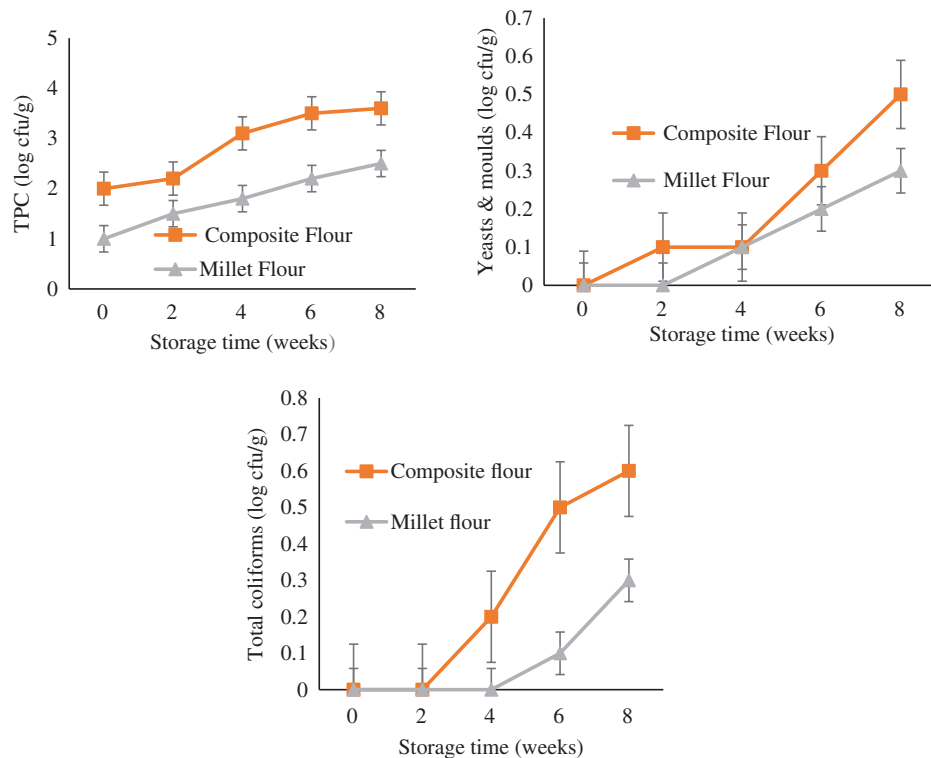 TPC (log cfu/g)
5
4
3
2
1
0
Composite Flour
Millet Flour
0 2 4 6 8
Storage time (weeks)
Yeasts & moulds (log cfu/g)
0.7
0.6
0.5
0.4
0.3
0.2
0.1
0
Composite Flour
Millet Flour
0 2 4 6 8
Storage time (weeks)
Total coliforms (log cfu/g)
0.8
0.7
0.6
0.5
0.4
0.3
0.2
0.1
0
Composite flour
Millet flour
0 2 4 6 8
Storage time (weeks)